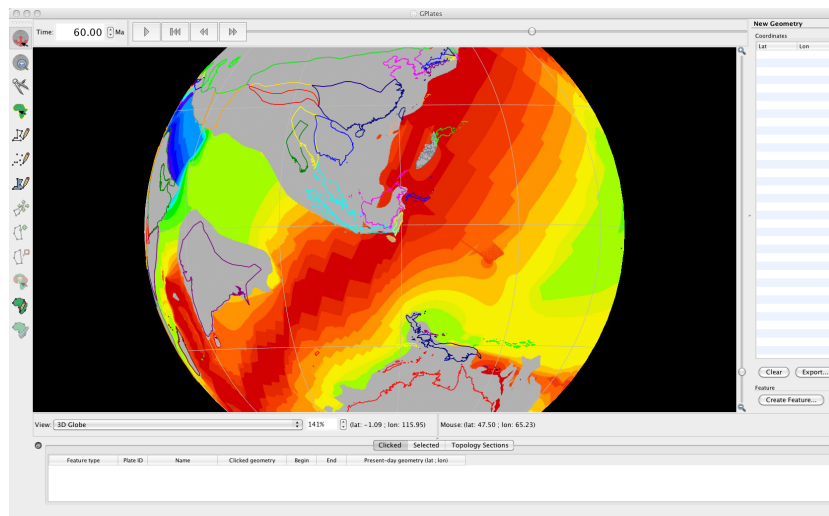 GPlates
Time: 60.00 Ma
New Geometry
Coordinates
Lat Lon
Clear Export...
Feature
Create Feature...
View: 3D Globe 141% (lat: -1.09 ; lon: 115.95) Mouse: (lat: 47.50 ; lon: 65.23)
Clicked Selected Topology Sections
Feature type Plate ID Name Clicked geometry Begin End Present-day geometry (lat ; lon)